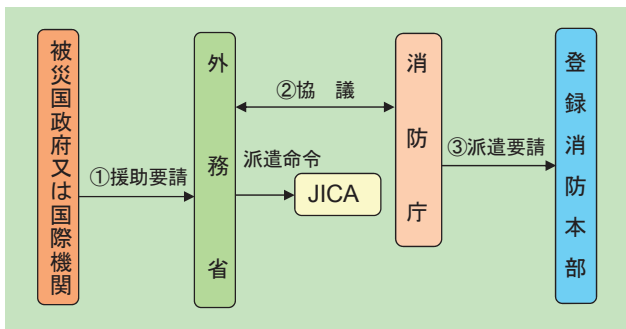 被災国政府又は国際機関
①援助要請
外務省
②協　議
派遣命令
JICA
消防庁
③派遣要請
登録消防本部